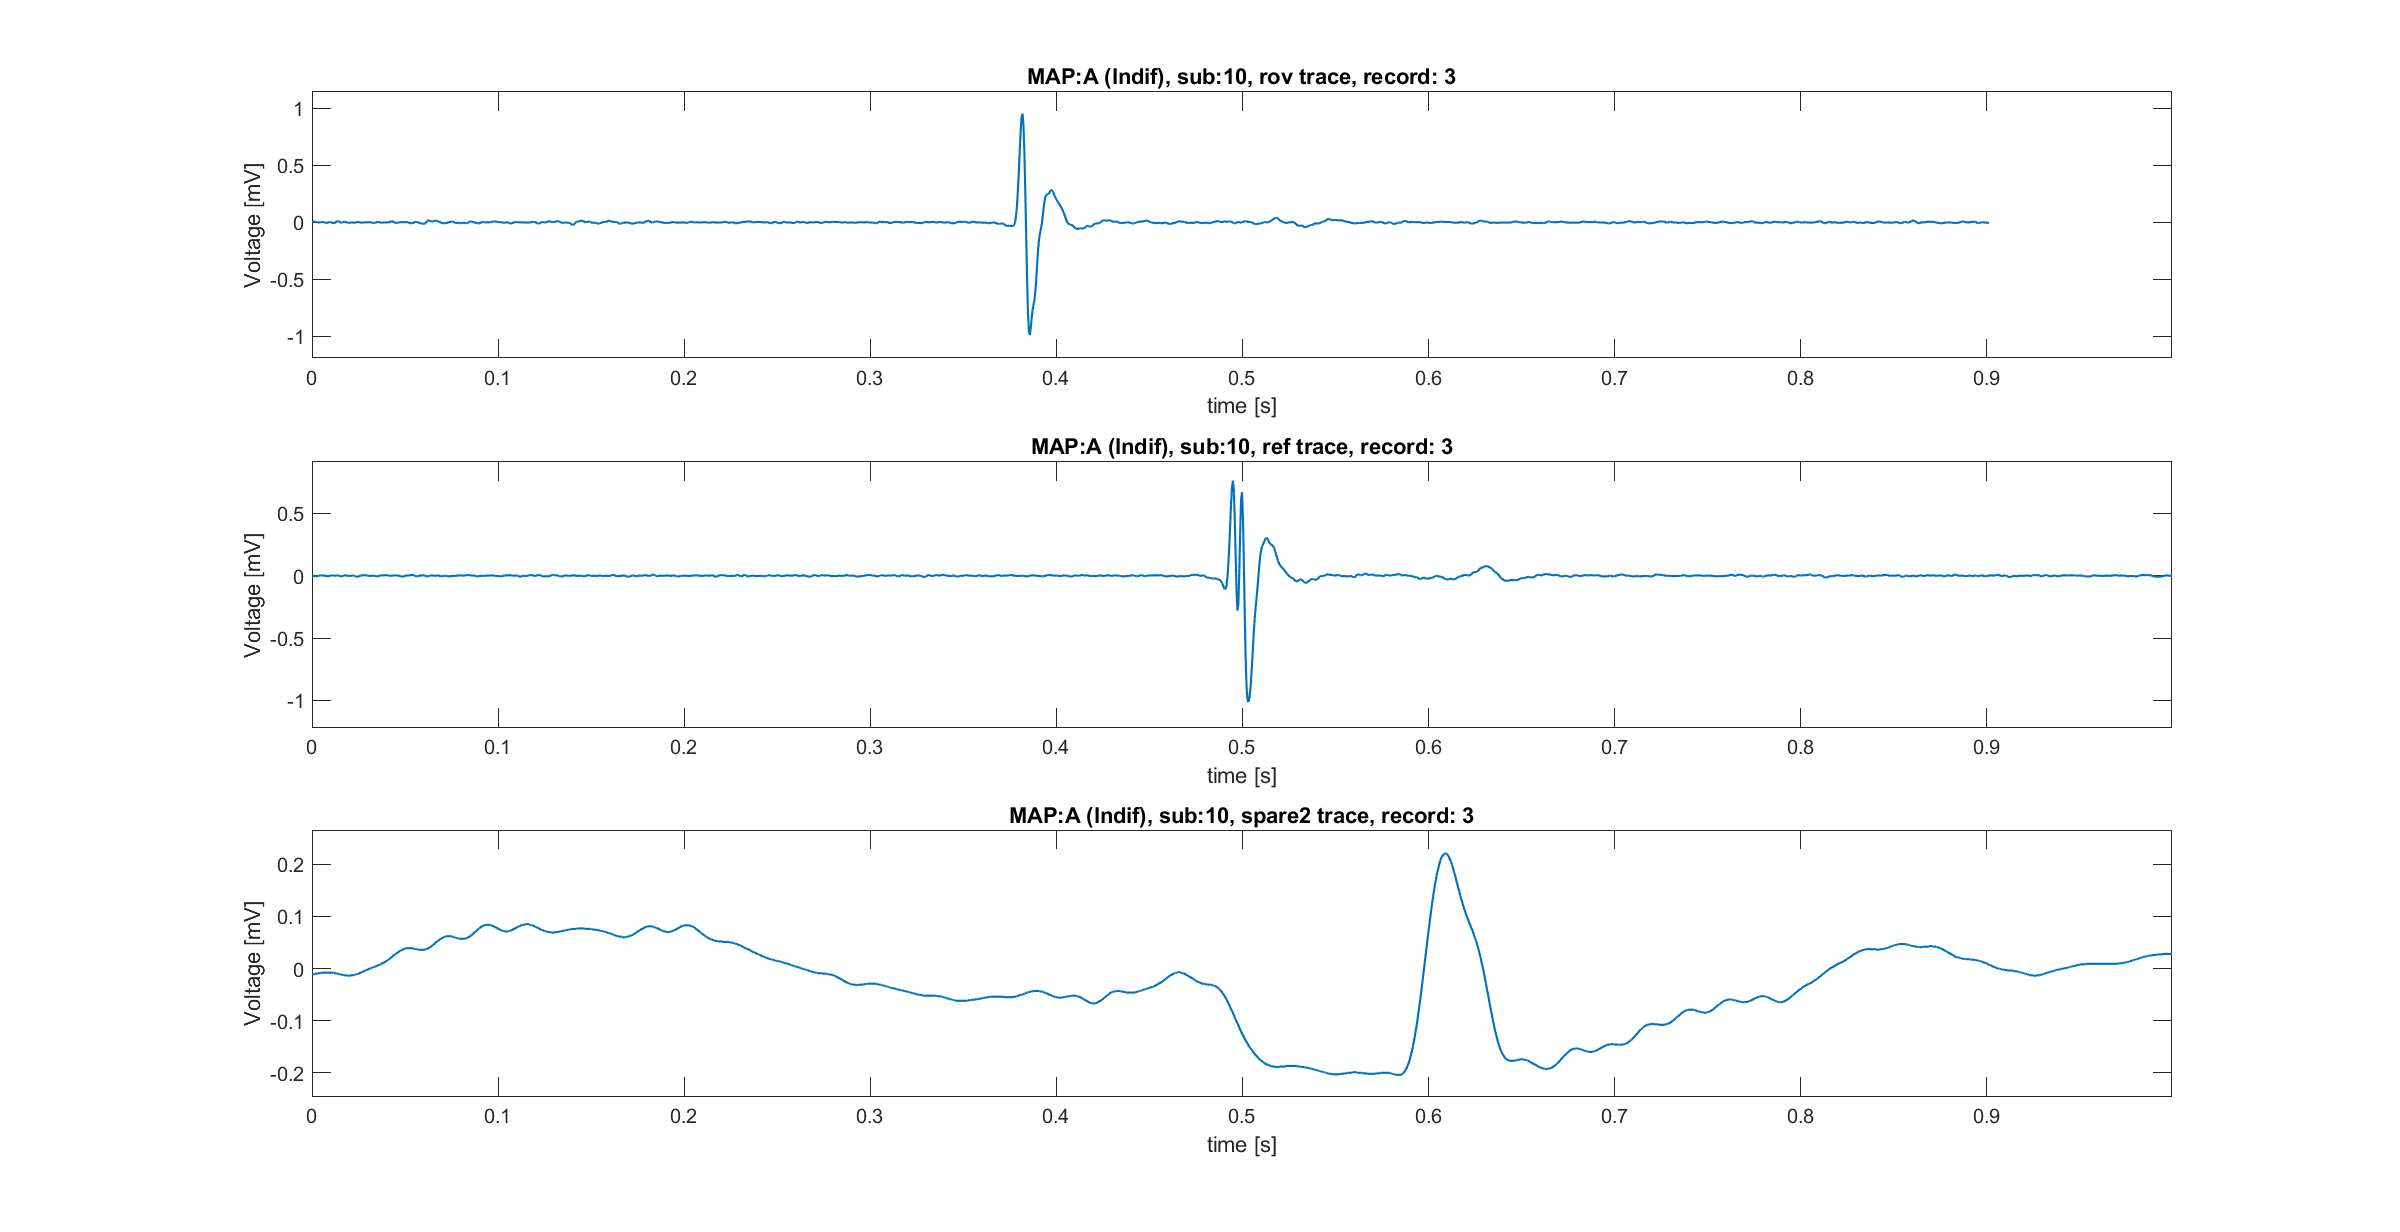 MAP:A (Indif), sub:10, rov trace, record: 3
1
0.5
0
-0.5
-1
Voltage [mV]
0 0.1 0.2 0.3 0.4 0.5 0.6 0.7 0.8 0.9
time [s]
MAP:A (Indif), sub:10, ref trace, record: 3
0.5
0
-0.5
-1
Voltage [mV]
0 0.1 0.2 0.3 0.4 0.5 0.6 0.7 0.8 0.9
time [s]
MAP:A (Indif), sub:10, spare2 trace, record: 3
0.2
0.1
0
-0.1
-0.2
Voltage [mV]
0 0.1 0.2 0.3 0.4 0.5 0.6 0.7 0.8 0.9
time [s]